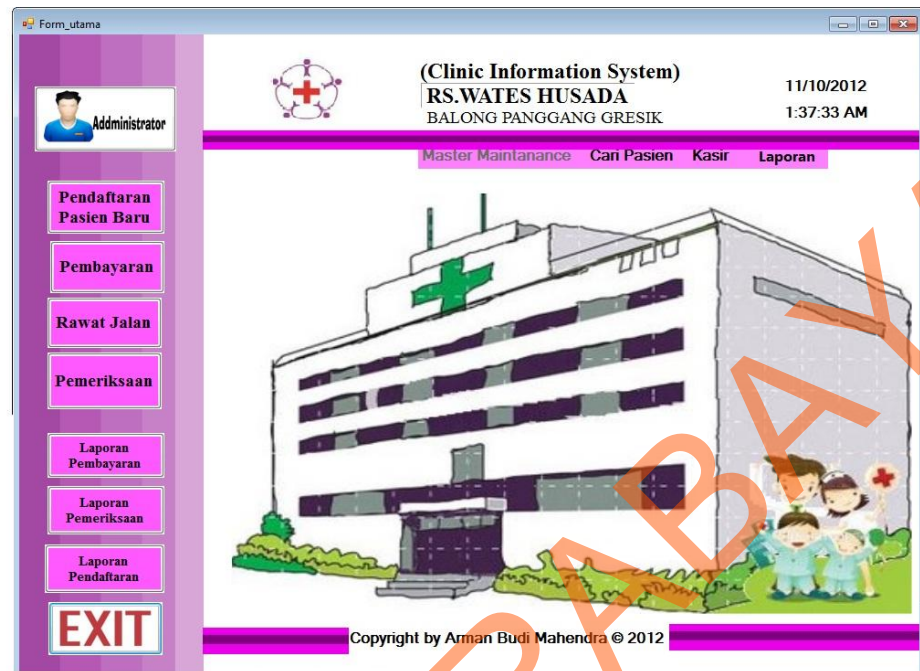 Form_utama
(Clinic Information System)
RS.WATES HUSADA
BALONG PANGGANG GRESIK
11/10/2012
1:37:33 AM
Addministrator
Master Maintanance Cari Pasien Kasir Laporan
Pendaftaran
Pasien Baru
Pembayaran
Rawat Jalan
Pemeriksaan
Laporan
Pembayaran
Laporan
Pemeriksaan
Laporan
Pendaftaran
EXIT
Copyright by Arman Budi Mahendra © 2012
ABAY